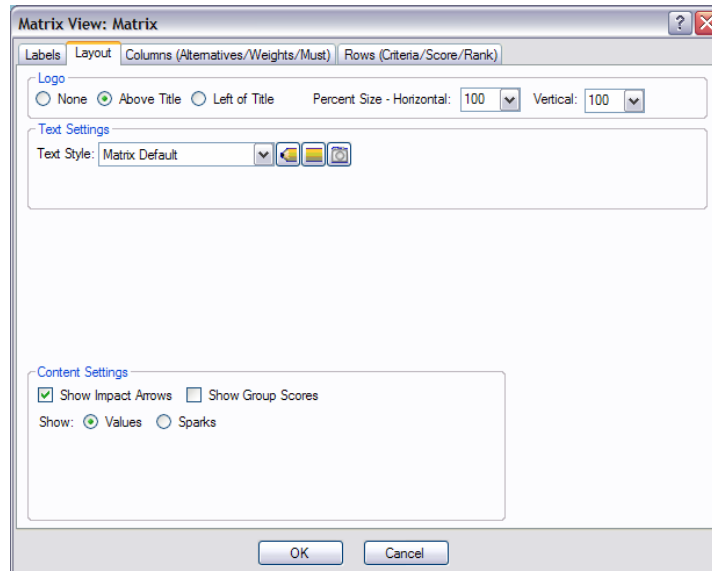 Matrix View: Matrix
Labels Layout Columns (Alternatives/Weights/Must) Rows (Criteria/Score/Rank)
Logo
None Above Title Left of Title Percent Size - Horizontal: 100 Vertical: 100
Text Settings
Text Style: Matrix Default
Content Settings
Show Impact Arrows Show Group Scores
Show: Values Sparks
OK Cancel